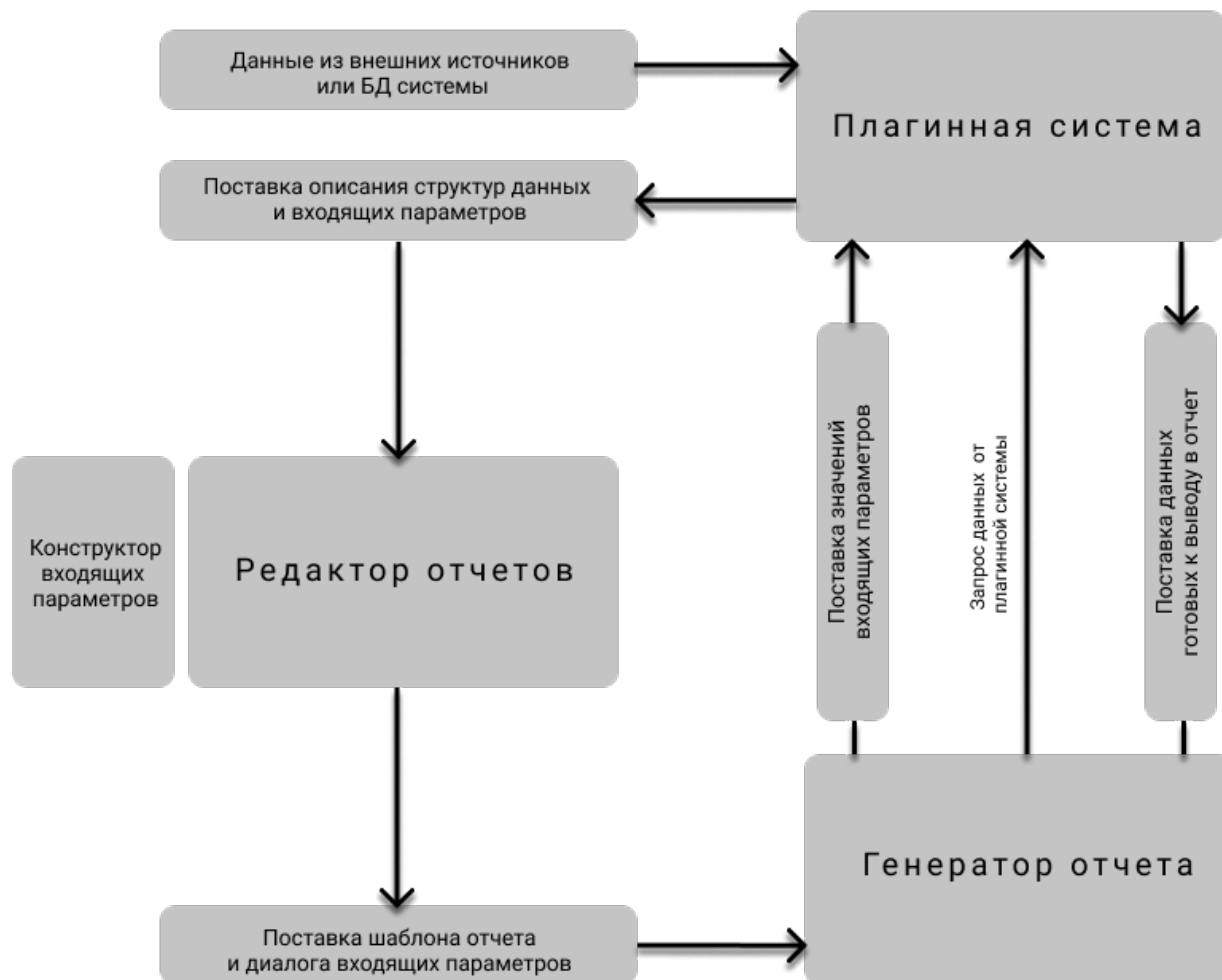 Данные из внешних источников
или БД системы
Плагинная система
Поставка описания структур данных
и входящих параметров
Поставка значений
входящих параметров
Запрос данных от
плагинной системы
Поставка данных
готовых к выводу в отчет
Конструктор
входящих
параметров
Редактор отчетов
Генератор отчета
Поставка шаблона отчета
и диалога входящих параметров